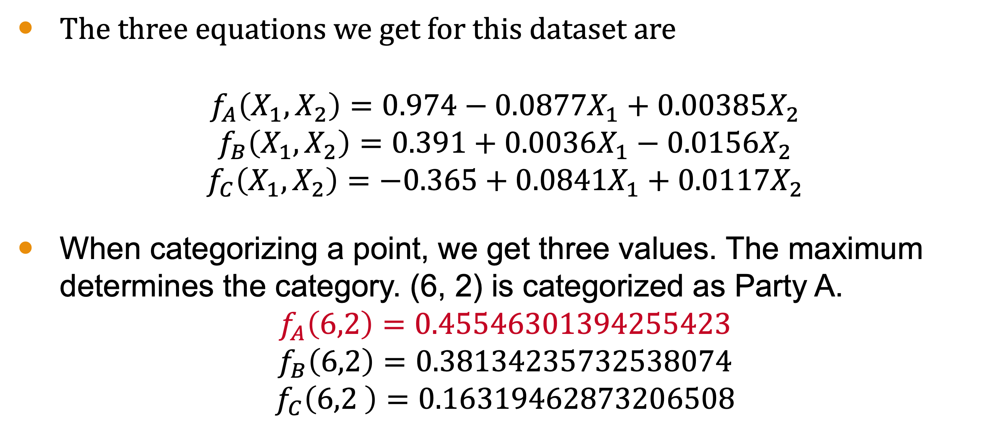 • The three equations we get for this dataset are
f_A(X_1, X_2) = 0.974 − 0.0877X_1 + 0.00385X_2
f_B(X_1, X_2) = 0.391 + 0.0036X_1 − 0.0156X_2
f_C(X_1, X_2) = −0.365 + 0.0841X_1 + 0.0117X_2
• When categorizing a point, we get three values. The maximum
determines the category. (6, 2) is categorized as Party A.
f_A(6,2) = 0.455463013942​55423
f_B(6,2) = 0.38134235732538074
f_C(6,2 ) = 0.16319462873206508